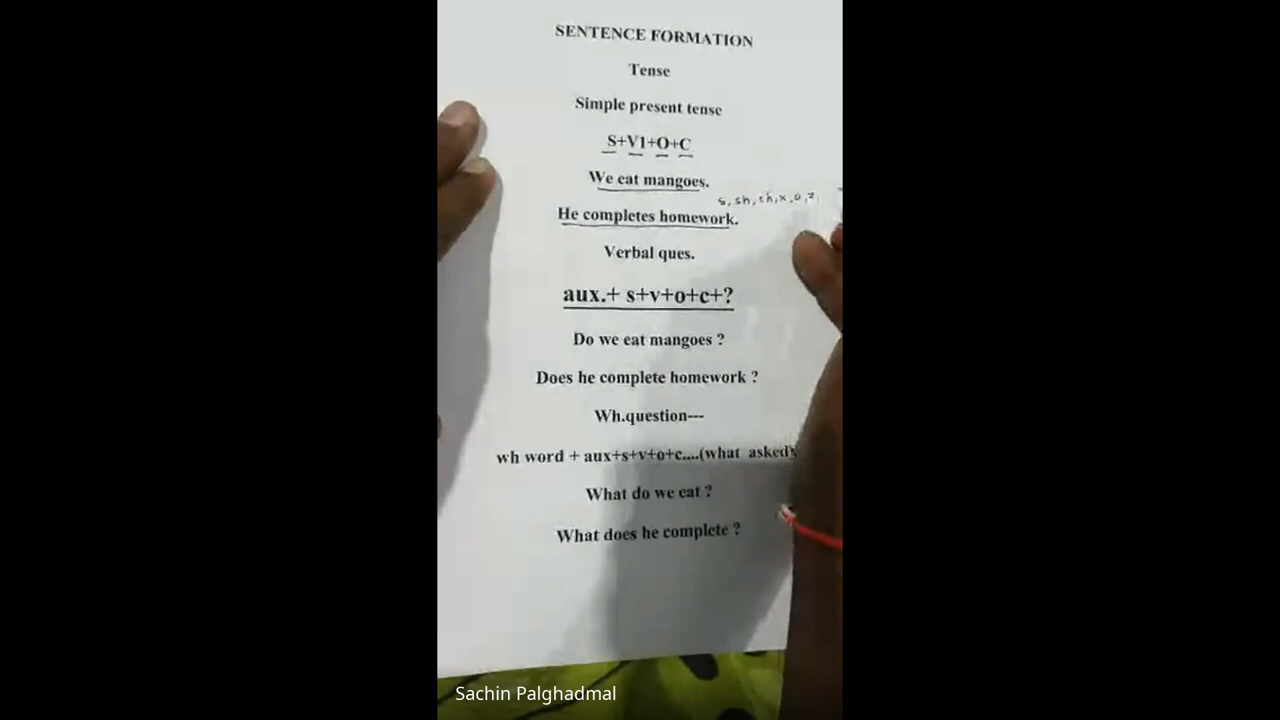 SENTENCE FORMATION
Tense
Simple present tense
S+V1+O+C
We eat mangoes.
s, sh, ch, x, o, z
He completes homework.
Verbal ques.
aux.+ s+v+o+c+?
Do we eat mangoes ?
Does he complete homework ?
Wh.question---
wh word + aux+s+v+o+c....(what asked
What do we eat ?
What does he complete ?
Sachin Palghadmal